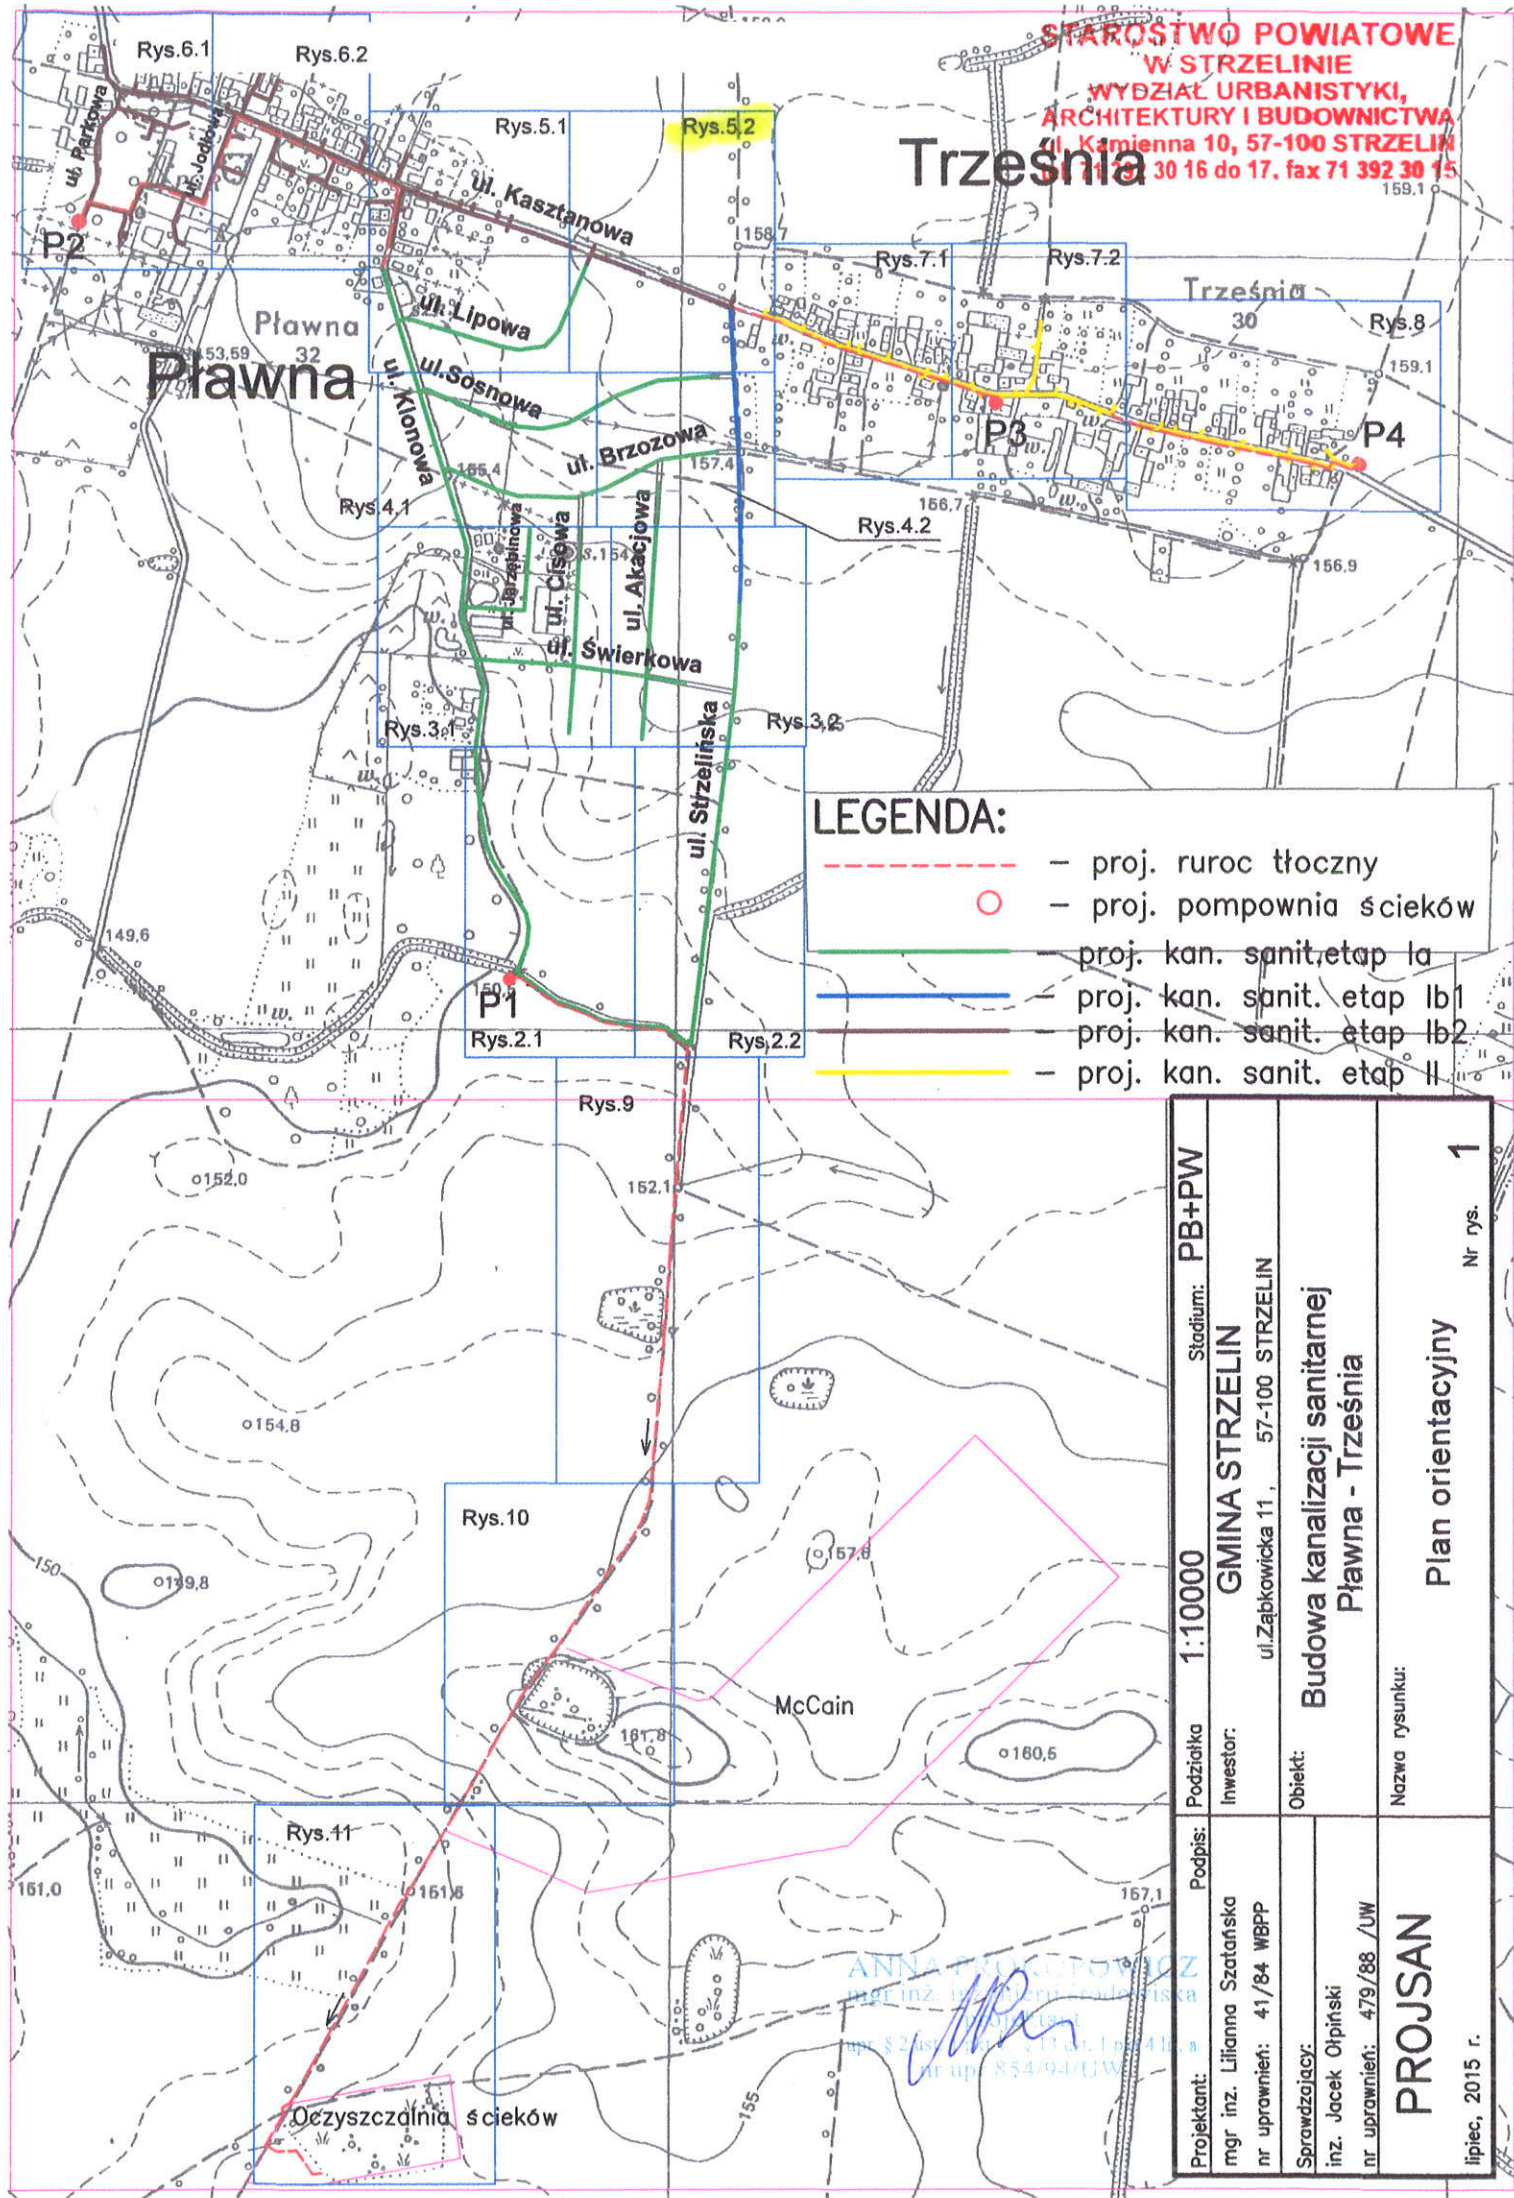 Rys.6.1
Rys.6.2
Rys.5.1
Rys.5.2
STAROSTWO POWIATOWE
W STRZELINIE
WYDZIAŁ URBANISTYKI,
ARCHITEKTURY I BUDOWNICTWA
ul. Kamienna 10, 57-100 STRZELIN
30 16 do 17, fax 71 392 30 15
Trześnia
159.1
ul. Parkowa
ul. Jodłowa
ul. Kasztanowa
P2
158.7
Rys.7.1
Rys.7.2
Trześnia
30
Rys.8
159.1
Pławna
32
153,59
Pławna
ul. Lipowa
ul.Sosnowa
ul. Klonowa
ul. Brzozowa
157.4
155.4
P3
w.
P4
Rys.4.1
Rys.4.2
156.7
156,9
ul. Jarzębinowa
ul. Cisowa
ul. Akacjowa
ul. Świerkowa
w.
Rys.3.1
Rys.3.2
ul. Strzelińska
w.
LEGENDA:
– proj. ruroc tłoczny
– proj. pompownia ścieków
– proj. kan. sanit.etap Ia
– proj. kan. sanit. etap Ib1
– proj. kan. sanit. etap Ib2
– proj. kan. sanit. etap II
149,6
w.
P1
Rys.2.1
Rys.2.2
Rys.9
152,0
152,1
154,8
Rys.10
157,6
150
149,8
McCain
161,8
160,5
Rys.11
161,0
151,6
157,1
155
Oczyszczalnia ścieków
ANNA PROKOPOWICZ
nr upr. 854/94/UW
Podziałka 1:10000 Stadium: PB+PW
Inwestor: GMINA STRZELIN
ul.Ząbkowicka 11 , 57-100 STRZELIN
Obiekt: Budowa kanalizacji sanitarnej
Pławna - Trześnia
Nazwa rysunku: Nr rys.
Plan orientacyjny 1
Projektant: Podpis:
mgr inż. Lilianna Szatańska
nr uprawnień: 41/84 WBPP
Sprawdzający:
inż. Jacek Ołpiński
nr uprawnień: 479/88 /UW
PROJSAN
lipiec, 2015 r.